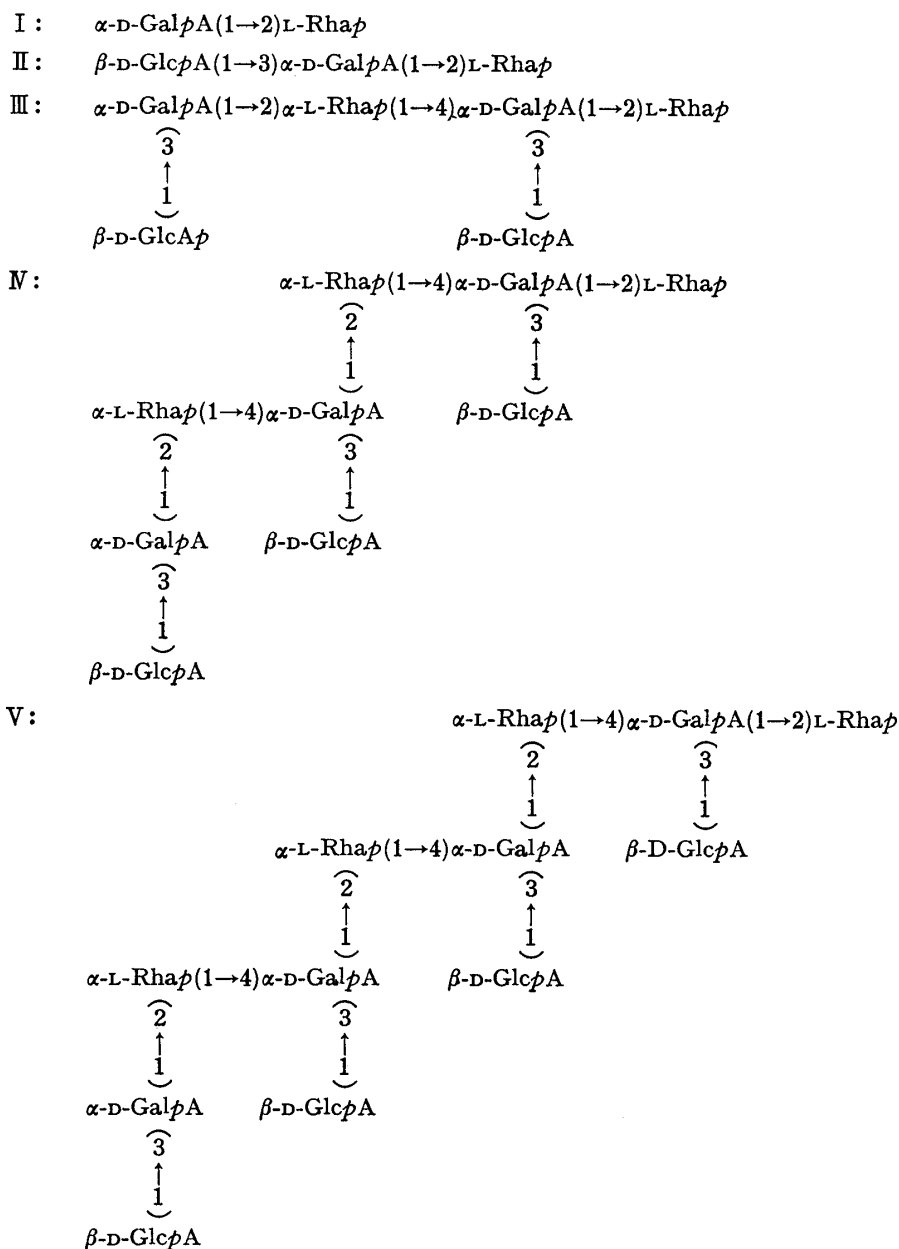 I : α-D-GalpA(1→2)L-Rhap
II : β-D-GlcpA(1→3)α-D-GalpA(1→2)L-Rhap
III : α-D-GalpA(1→2)α-L-Rhap(1→4)α-D-GalpA(1→2)L-Rhap
3 3
↑ ↑
1 1
β-D-GlcAp β-D-GlcpA
IV : α-L-Rhap(1→4)α-D-GalpA(1→2)L-Rhap
2 3
↑ ↑
1 1
α-L-Rhap(1→4)α-D-GalpA β-D-GlcpA
2 3
↑ ↑
1 1
α-D-GalpA β-D-GlcpA
3
↑
1
β-D-GlcpA
V : α-L-Rhap(1→4)α-D-GalpA(1→2)L-Rhap
2 3
↑ ↑
1 1
α-L-Rhap(1→4)α-D-GalpA β-D-GlcpA
2 3
↑ ↑
1 1
α-L-Rhap(1→4)α-D-GalpA β-D-GlcpA
2 3
↑ ↑
1 1
α-D-GalpA β-D-GlcpA
3
↑
1
β-D-GlcpA